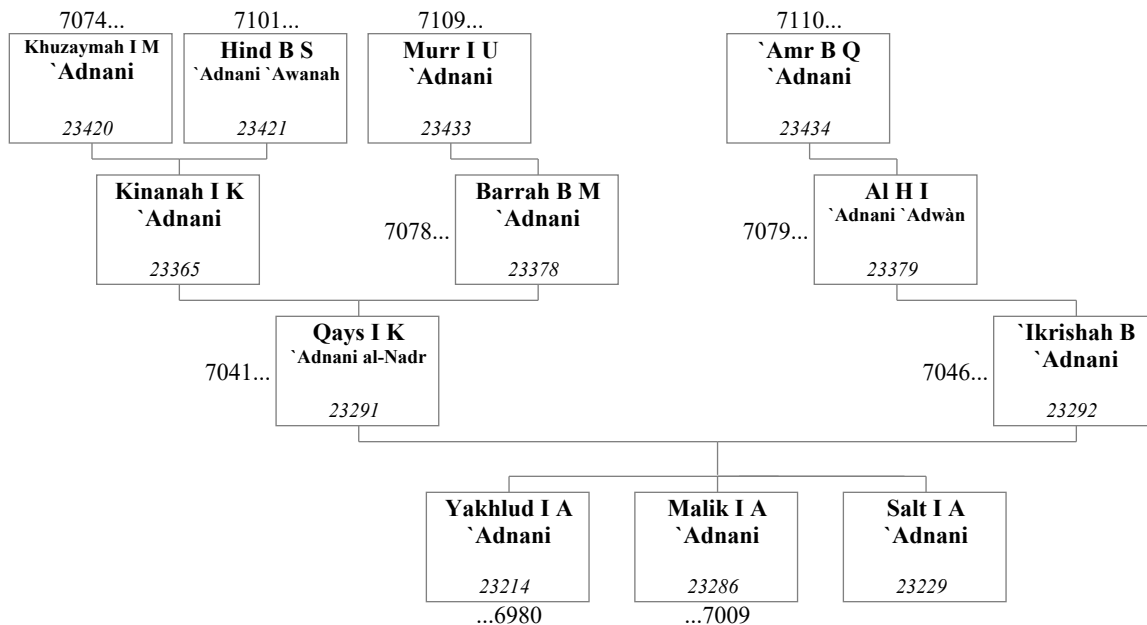 7074...
7101...
7109...
7110...
Khuzaymah I M
`Adnani
23420
Hind B S
`Adnani `Awanah
23421
Murr I U
`Adnani
23433
`Amr B Q
`Adnani
23434
Kinanah I K
`Adnani
23365
7078...
Barrah B M
`Adnani
23378
7079...
Al H I
`Adnani `Adwàn
23379
7041...
Qays I K
`Adnani al-Nadr
23291
7046...
`Ikrishah B
`Adnani
23292
Yakhlud I A
`Adnani
23214
...6980
Malik I A
`Adnani
23286
...7009
Salt I A
`Adnani
23229